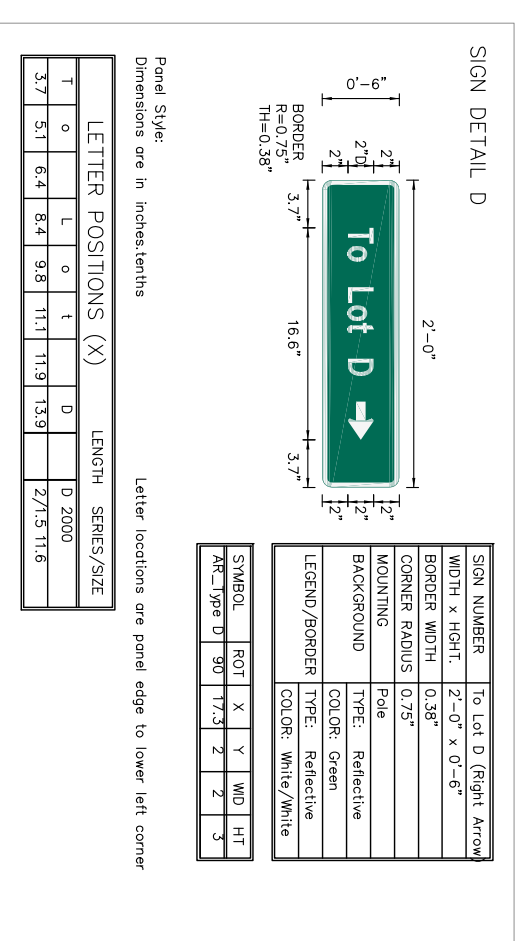 SIGN DETAIL D
2'-0"
0'-6"
2"
2"D
2"
To Lot D
2"
2"
2"
BORDER
R=0.75"
TH=0.38"
3.7"
16.6"
3.7"
SIGN NUMBER To Lot D (Right Arrow)
WIDTH x HGHT. 2'-0" x 0'-6"
BORDER WIDTH 0.38"
CORNER RADIUS 0.75"
MOUNTING Pole
BACKGROUND TYPE: Reflective
COLOR: Green
LEGEND/BORDER TYPE: Reflective
COLOR: White/White
SYMBOL ROT X Y WID HT
AR_Type D 90 17.3 2 2 3
Panel Style:
Dimensions are in inches.tenths
Letter locations are panel edge to lower left corner
LETTER POSITIONS (X) LENGTH SERIES/SIZE
T o L o t D D 2000
3.7 5.1 6.4 8.4 9.8 11.1 11.9 13.9 2/1.5 11.6